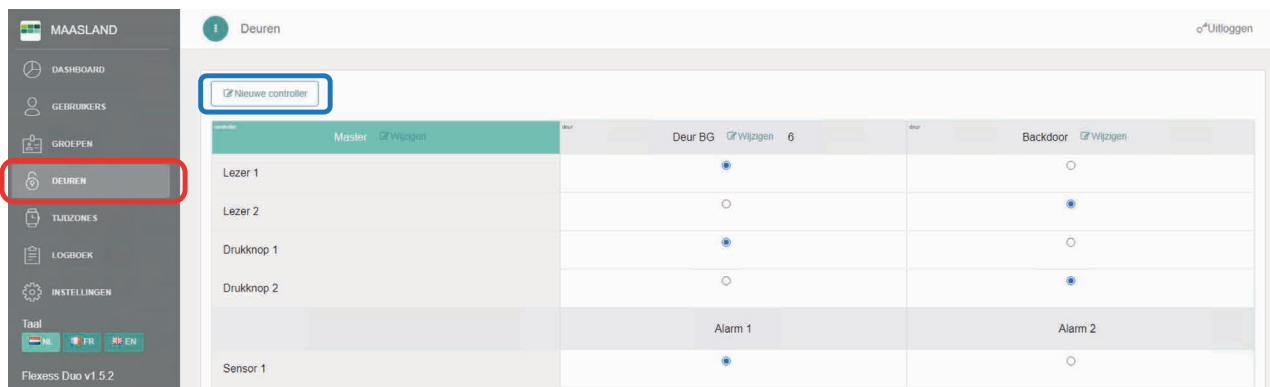 MAASLAND
Deuren
Uitloggen
DASHBOARD
GEBRUIKERS
GROEPEN
DEUREN
TIJDZONES
LOGBOEK
INSTELLINGEN
Taal
NL FR EN
Flexess Duo v1.5.2
Nieuwe controller
controller Master Wijzigen deur Deur BG Wijzigen 6 deur Backdoor Wijzigen
Lezer 1
Lezer 2
Drukknop 1
Drukknop 2
Alarm 1 Alarm 2
Sensor 1